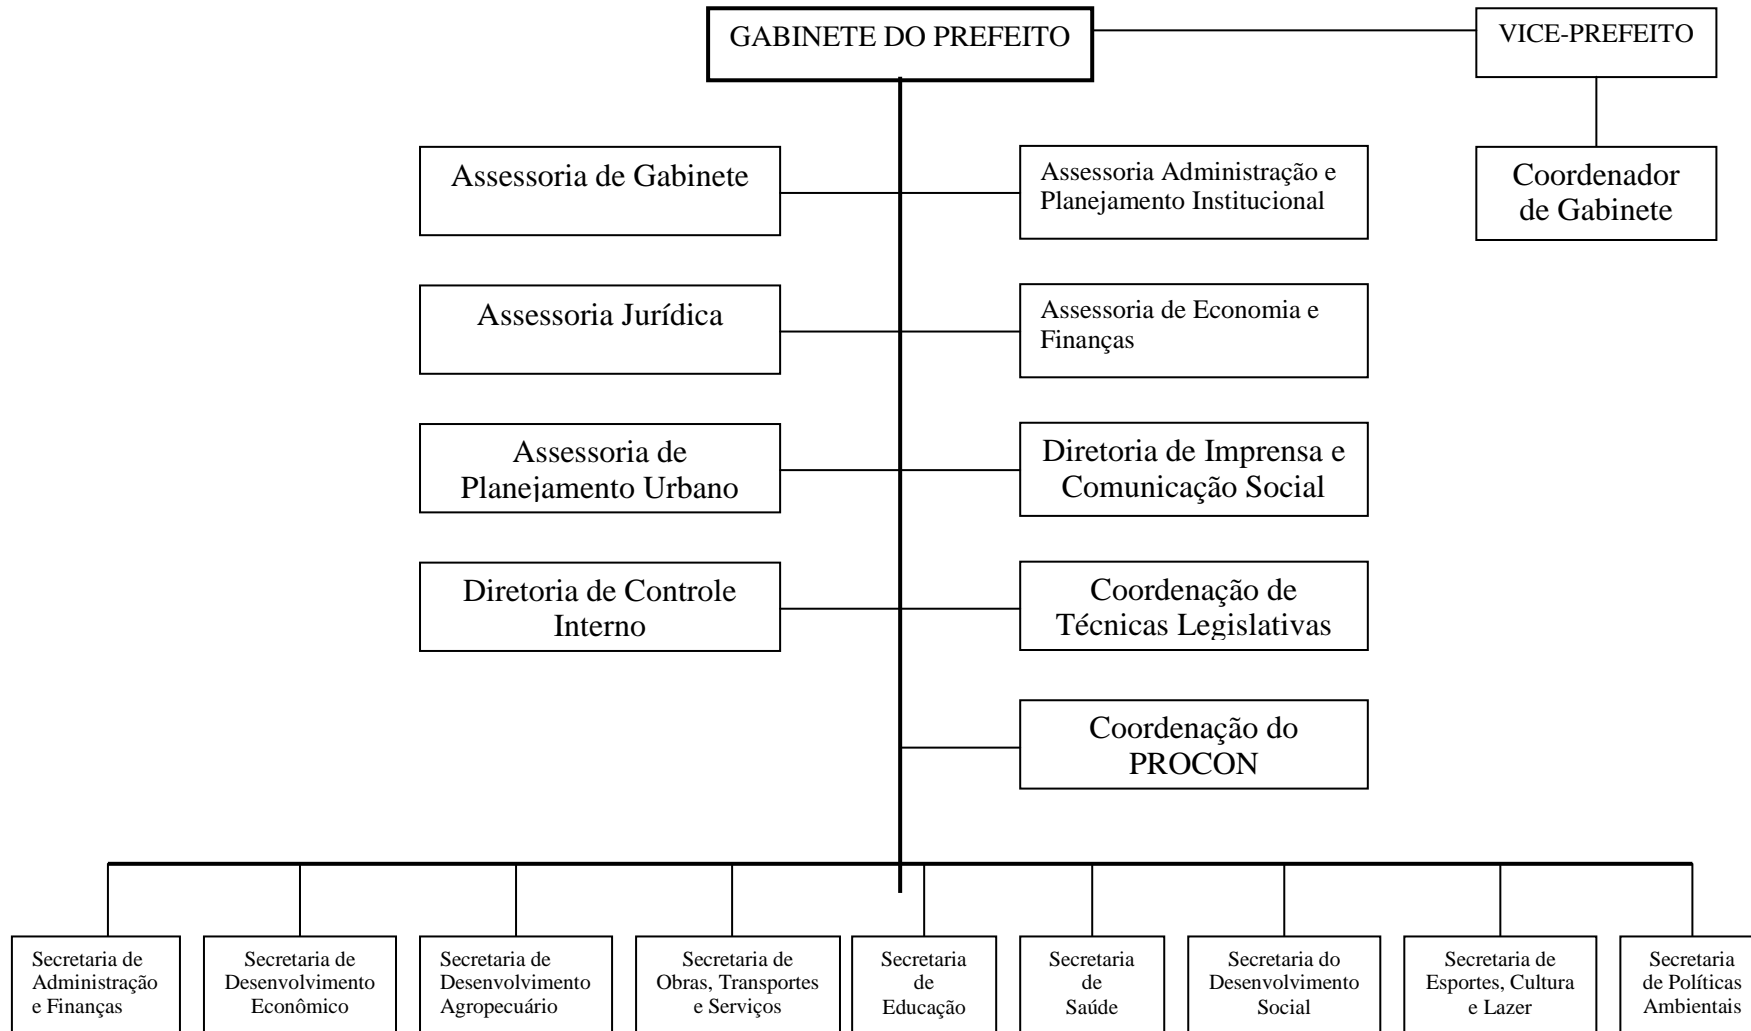 GABINETE DO PREFEITO
VICE-PREFEITO
Assessoria de Gabinete
Assessoria Administração e
Planejamento Institucional
Coordenador
de Gabinete
Assessoria Jurídica
Assessoria de Economia e
Finanças
Assessoria de
Planejamento Urbano
Diretoria de Imprensa e
Comunicação Social
Diretoria de Controle
Interno
Coordenação de
Técnicas Legislativas
Coordenação do
PROCON
Secretaria de
Administração
e Finanças
Secretaria de
Desenvolvimento
Econômico
Secretaria de
Desenvolvimento
Agropecuário
Secretaria de
Obras, Transportes
e Serviços
Secretaria
de
Educação
Secretaria
de
Saúde
Secretaria do
Desenvolvimento
Social
Secretaria de
Esportes, Cultura
e Lazer
Secretaria
de Políticas
Ambientais